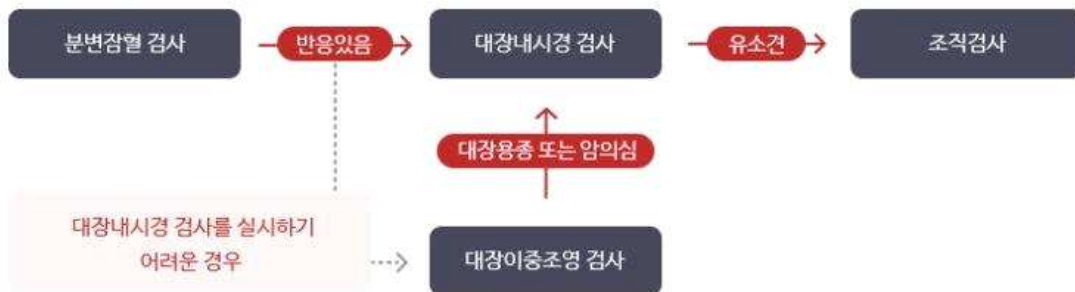 분변잠혈 검사
반응있음
대장내시경 검사
유소견
조직검사
대장용종 또는 암의심
대장내시경 검사를 실시하기
어려운 경우
대장이중조영 검사